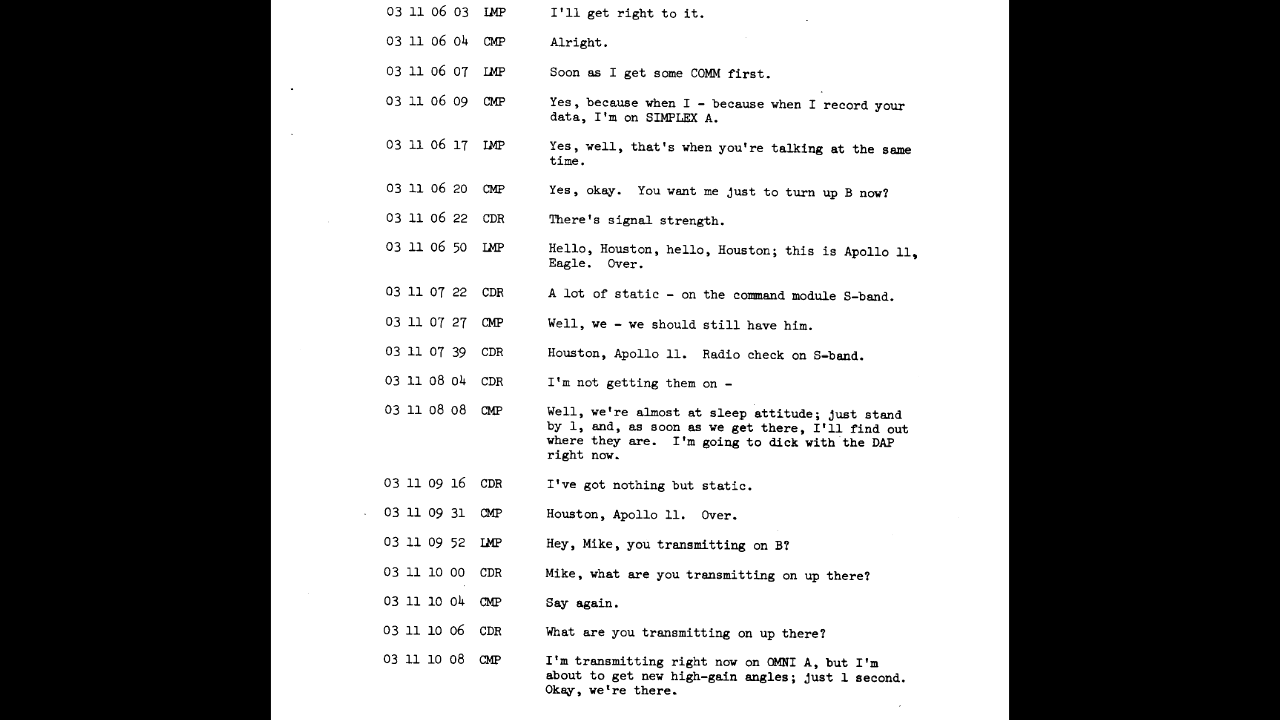 03 11 06 03 LMP I'll get right to it.
03 11 06 04 CMP Alright.
03 11 06 07 LMP Soon as I get some COMM first.
03 11 06 09 CMP Yes, because when I - because when I record your
data, I'm on SIMPLEX A.
03 11 06 17 LMP Yes, well, that's when you're talking at the same
time.
03 11 06 20 CMP Yes, okay. You want me just to turn up B now?
03 11 06 22 CDR There's signal strength.
03 11 06 50 LMP Hello, Houston, hello, Houston; this is Apollo 11,
Eagle. Over.
03 11 07 22 CDR A lot of static - on the command module S-band.
03 11 07 27 CMP Well, we - we should still have him.
03 11 07 39 CDR Houston, Apollo 11. Radio check on S-band.
03 11 08 04 CDR I'm not getting them on -
03 11 08 08 CMP Well, we're almost at sleep attitude; just stand
by 1, and, as soon as we get there, I'll find out
where they are. I'm going to dick with the DAP
right now.
03 11 09 16 CDR I've got nothing but static.
03 11 09 31 CMP Houston, Apollo 11. Over.
03 11 09 52 LMP Hey, Mike, you transmitting on B?
03 11 10 00 CDR Mike, what are you transmitting on up there?
03 11 10 04 CMP Say again.
03 11 10 06 CDR What are you transmitting on up there?
03 11 10 08 CMP I'm transmitting right now on OMNI A, but I'm
about to get new high-gain angles; just 1 second.
Okay, we're there.